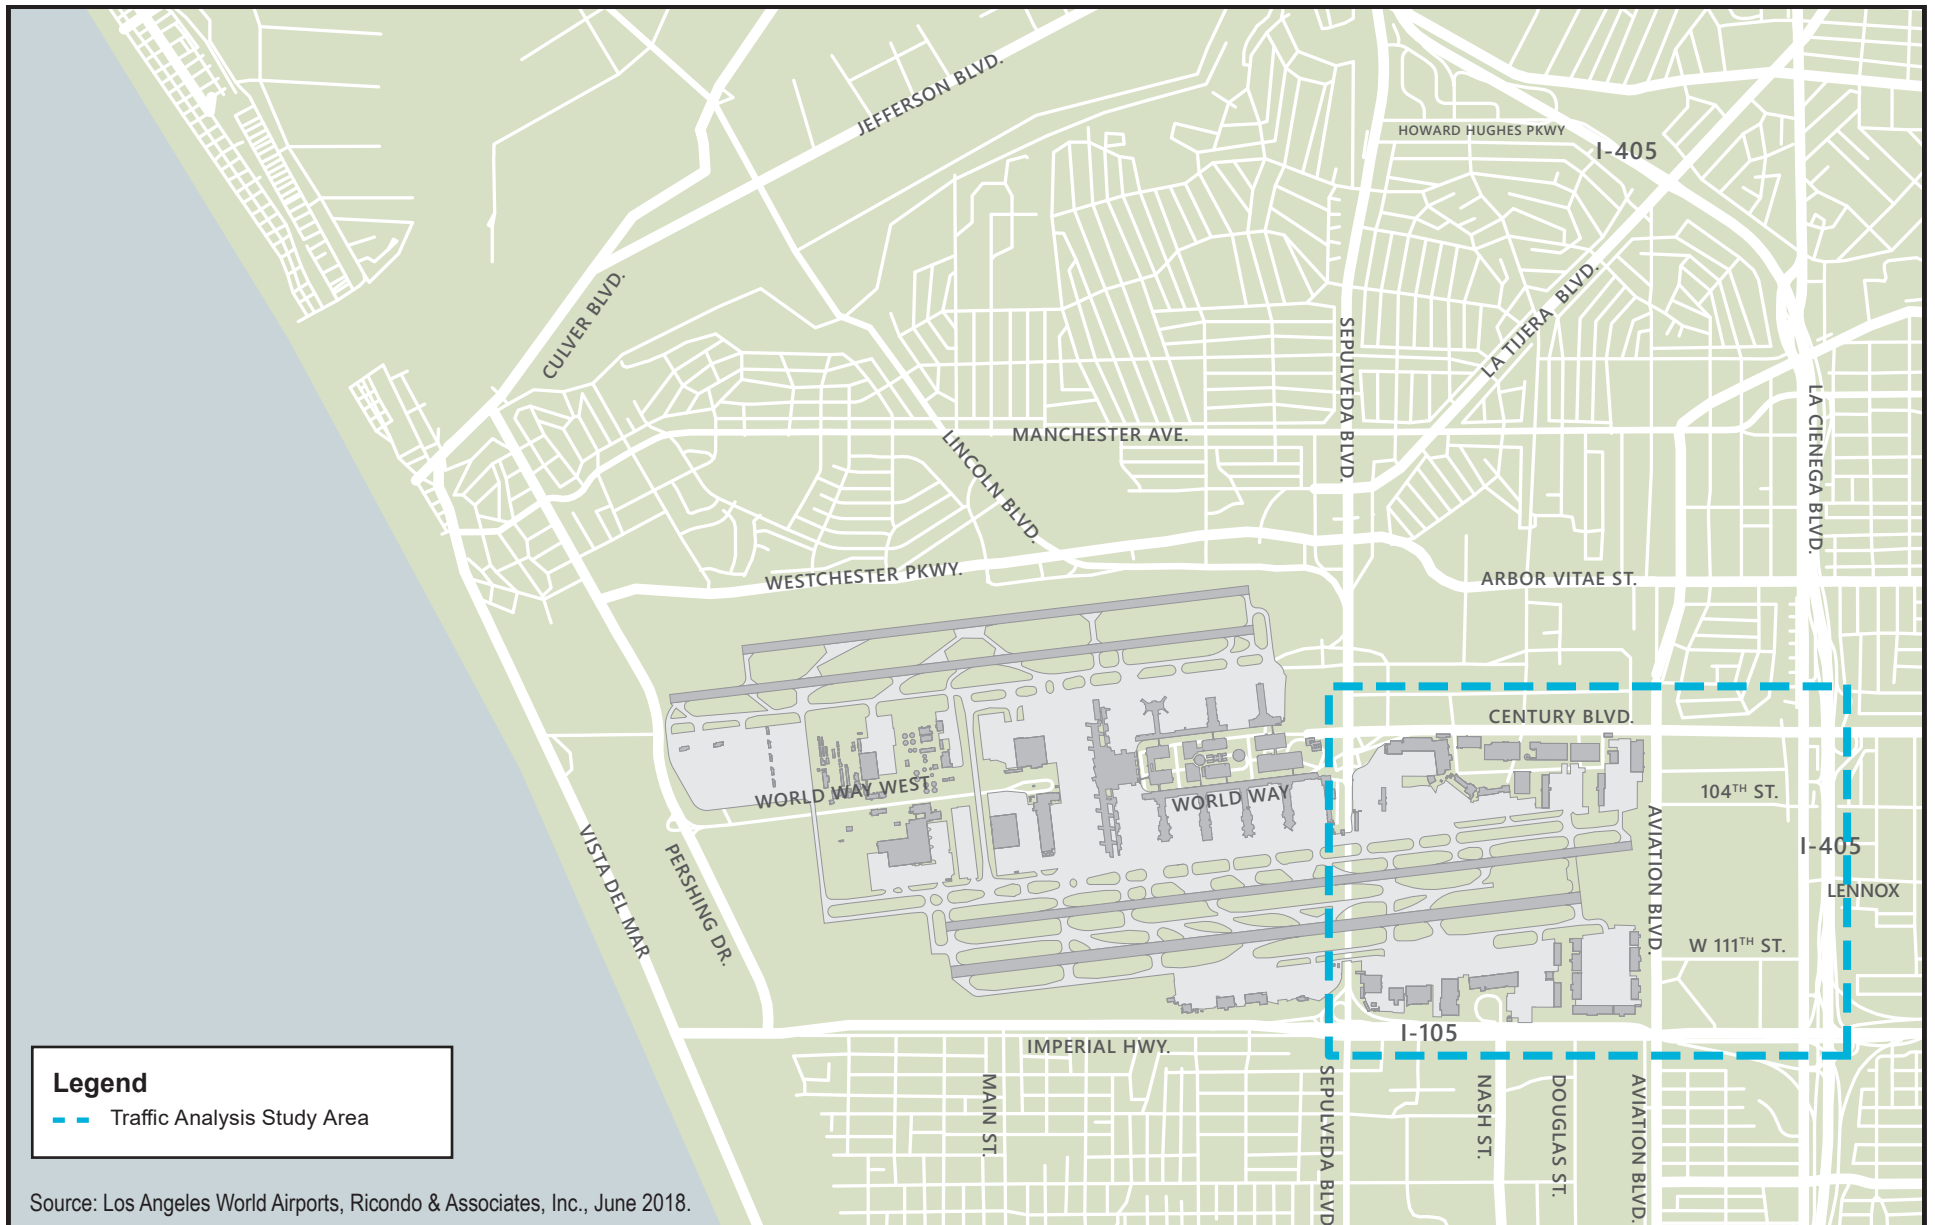 JEFFERSON BLVD.
HOWARD HUGHES PKWY
I-405
CULVER BLVD.
LA TIJERA BLVD.
SEPULVEDA BLVD.
LA CIENEGA BLVD.
MANCHESTER AVE.
LINCOLN BLVD.
WESTCHESTER PKWY.
ARBOR VITAE ST.
CENTURY BLVD.
WORLD WAY WEST
WORLD WAY
104TH ST.
AVIATION BLVD.
I-405
VISTA DEL MAR
PERSHING DR.
LENNOX
W 111TH ST.
I-105
IMPERIAL HWY.
MAIN ST.
SEPULVEDA BLVD
NASH ST.
DOUGLAS ST.
AVIATION BLVD.
Legend
Traffic Analysis Study Area
Source: Los Angeles World Airports, Ricondo & Associates, Inc., June 2018.